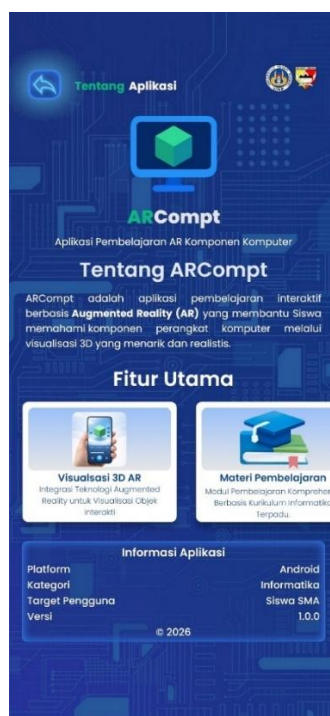 Tentang Aplikasi
ARCompt
Aplikasi Pembelajaran AR Komponen Komputer
Tentang ARCompt
ARCompt adalah aplikasi pembelajaran interaktif
berbasis Augmented Reality (AR) yang membantu Siswa
memahami komponen perangkat komputer melalui
visualisasi 3D yang menarik dan realistis.
Fitur Utama
Visualsasi 3D AR
Integrasi Teknologi Augmented
Reality untuk Visualisasi Objek
Interakti
Materi Pembelajaran
Modul Pembelajaran Komprehen
Berbasis Kurikulum Informatika
Terpadu.
Informasi Aplikasi
Platform Android
Kategori Informatika
Target Pengguna Siswa SMA
Versi 1.0.0
© 2026